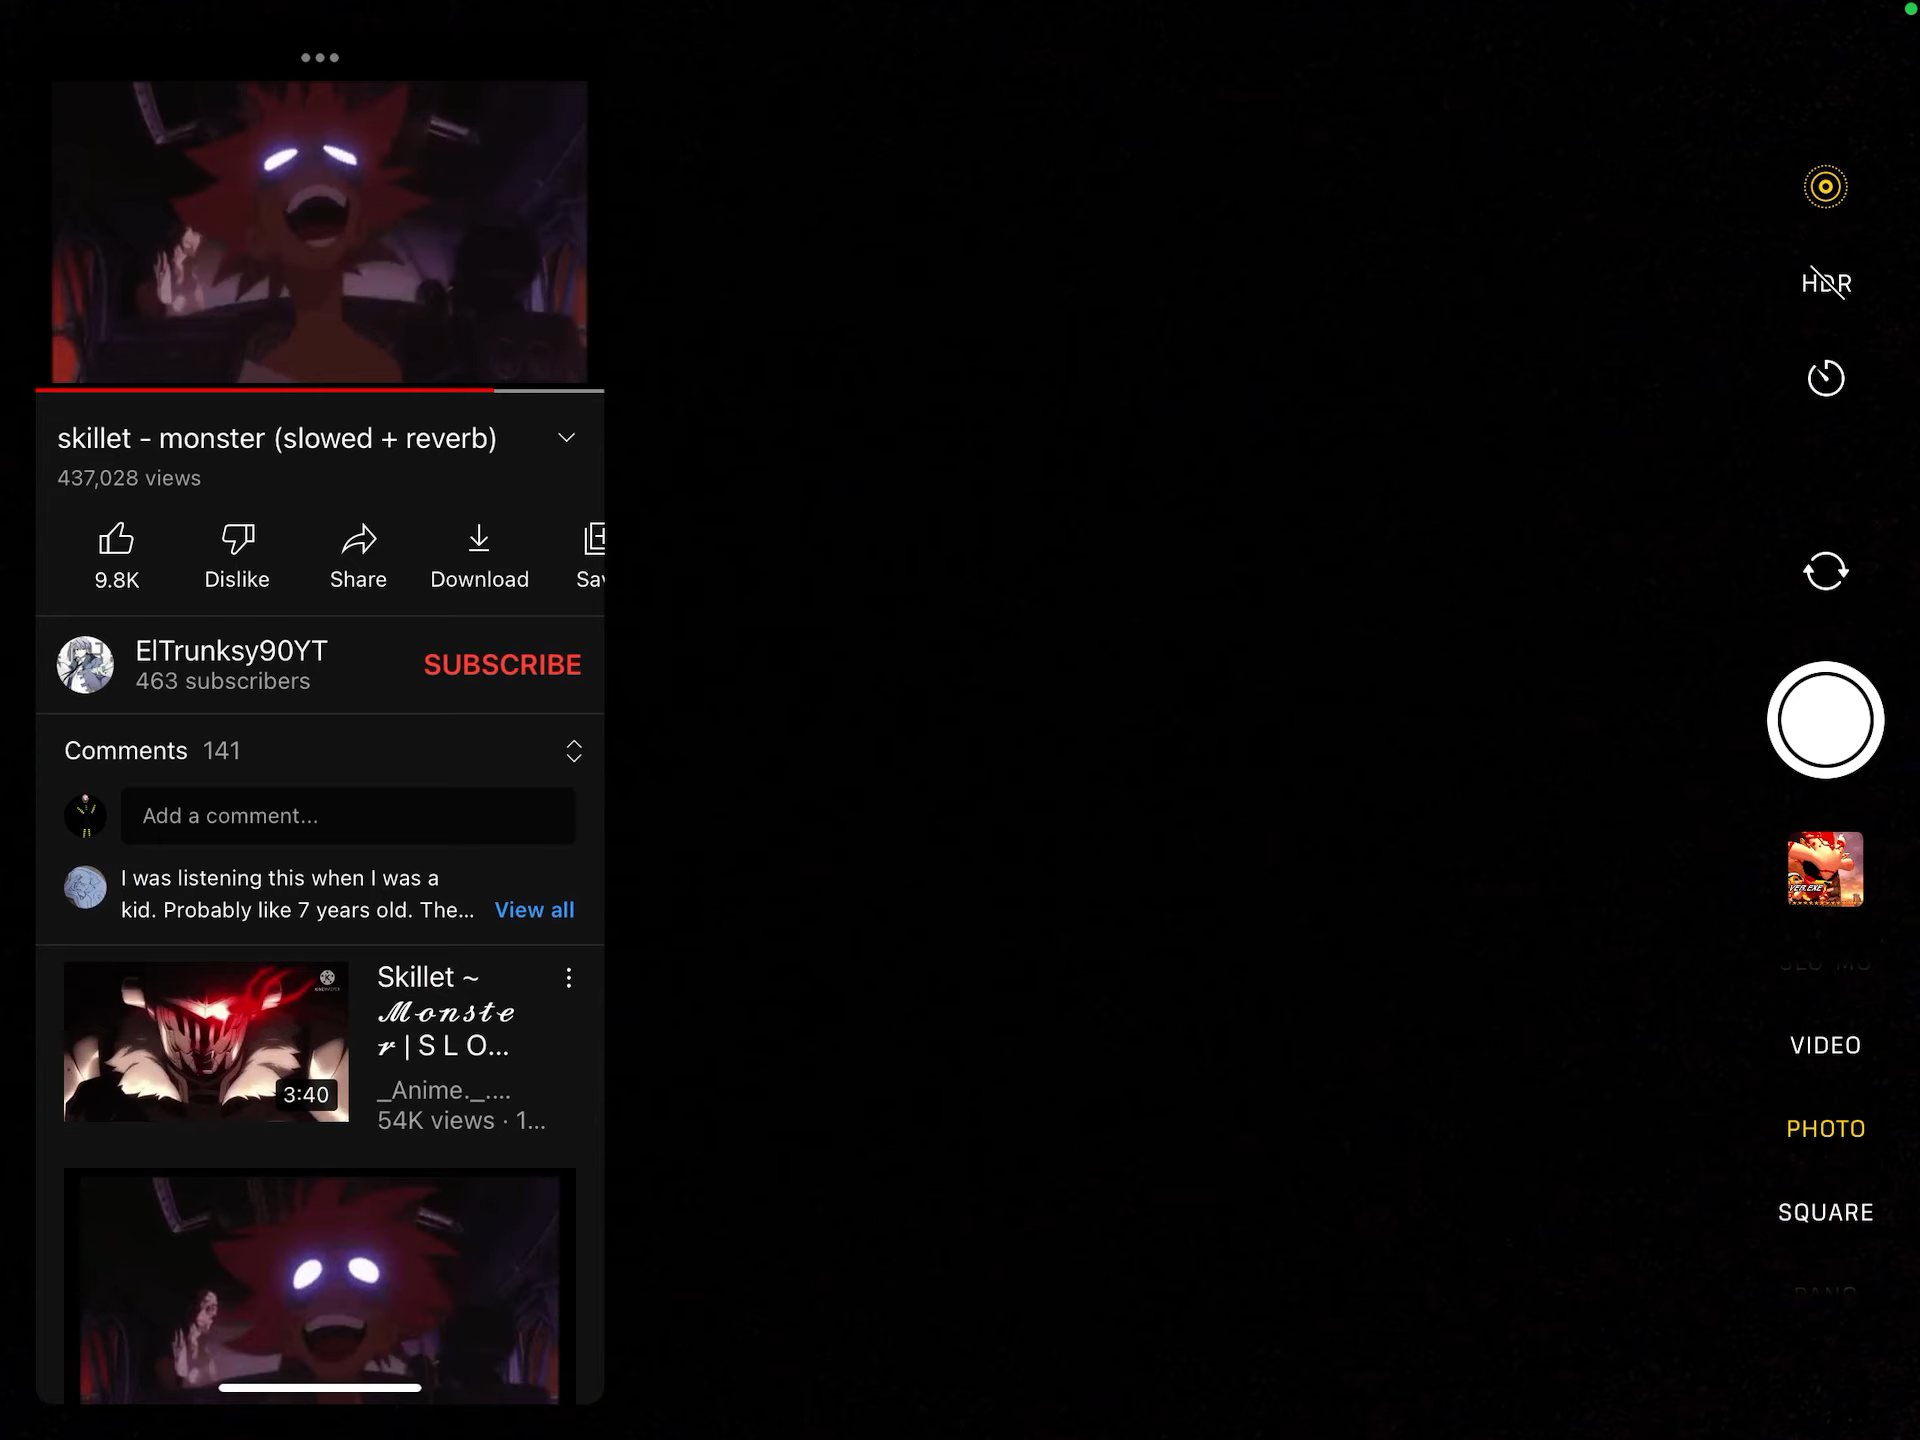 skillet - monster (slowed + reverb)
437,028 views
9.8K
Dislike
Share
Download
Sav
ElTrunksy90YT
463 subscribers
SUBSCRIBE
Comments 141
Add a comment...
I was listening this when I was a
kid. Probably like 7 years old. The... View all
Skillet ~
𝓜𝓸𝓷𝓼𝓽𝓮
𝓻 | S L O...
_Anime._....
54K views · 1...
3:40
HDR
VIDEO
PHOTO
SQUARE
PANO